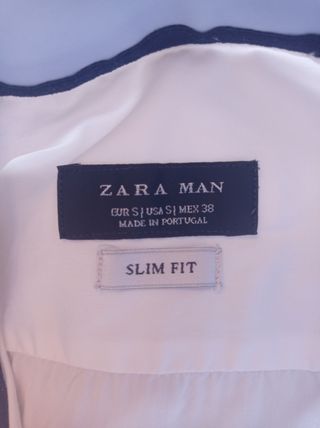 ZARA MAN
EUR S | USA S | MEX 38
MADE IN PORTUGAL
SLIM FIT